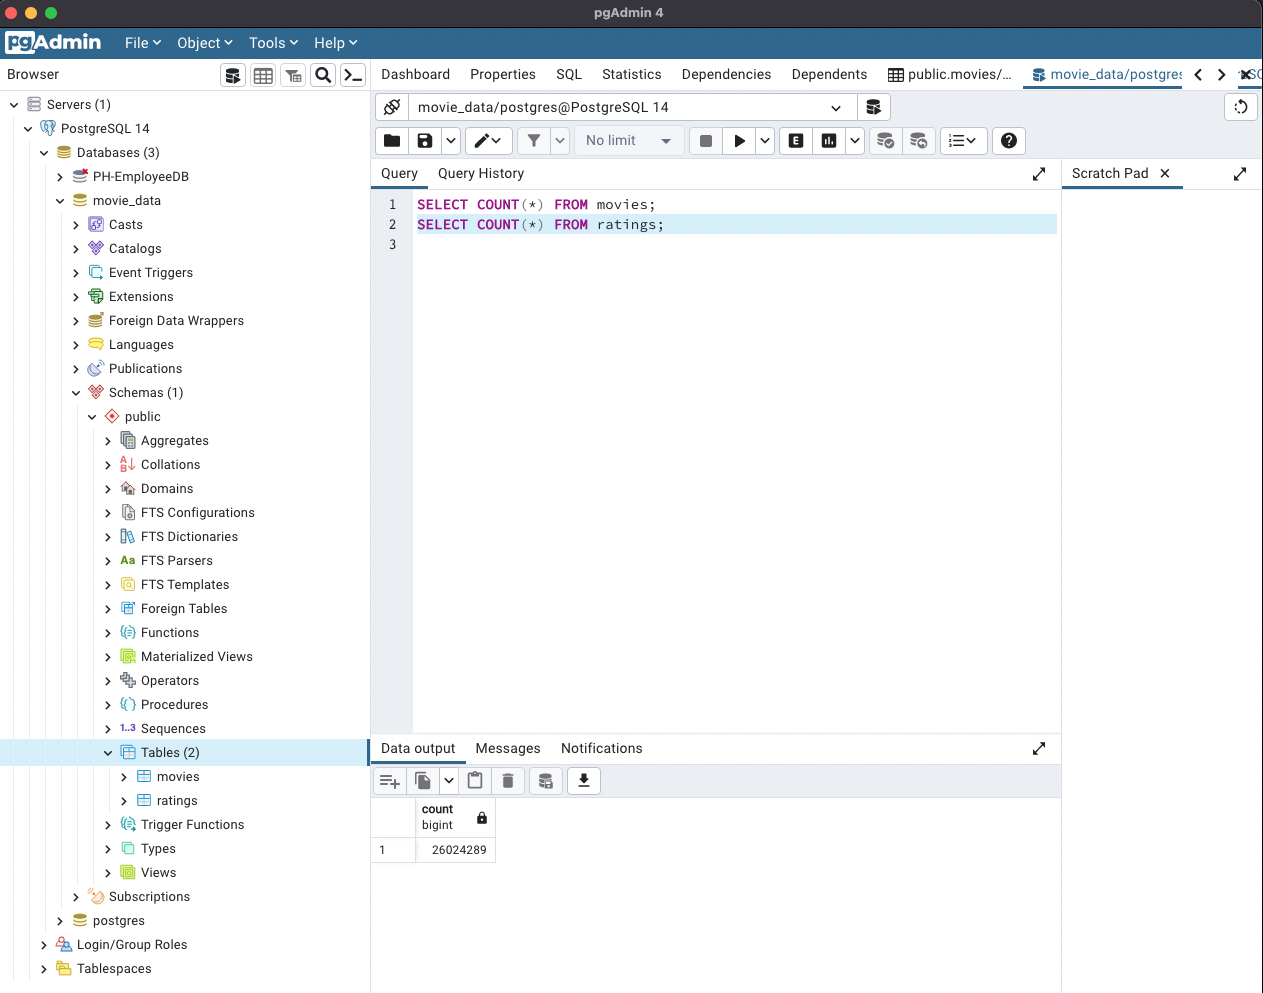 pgAdmin 4
pgAdmin File Object Tools Help
Browser
Dashboard Properties SQL Statistics Dependencies Dependents public.movies/... movie_data/postgres
Servers (1)
PostgreSQL 14
Databases (3)
PH-EmployeeDB
movie_data
Casts
Catalogs
Event Triggers
Extensions
Foreign Data Wrappers
Languages
Publications
Schemas (1)
public
Aggregates
Collations
Domains
FTS Configurations
FTS Dictionaries
Aa FTS Parsers
FTS Templates
Foreign Tables
Functions
Materialized Views
Operators
Procedures
1..3 Sequences
Tables (2)
movies
ratings
Trigger Functions
Types
Views
Subscriptions
postgres
Login/Group Roles
Tablespaces
movie_data/postgres@PostgreSQL 14
No limit
E
Query Query History
Scratch Pad
1 SELECT COUNT(*) FROM movies;
2 SELECT COUNT(*) FROM ratings;
3
Data output Messages Notifications
count
bigint
1 26024289